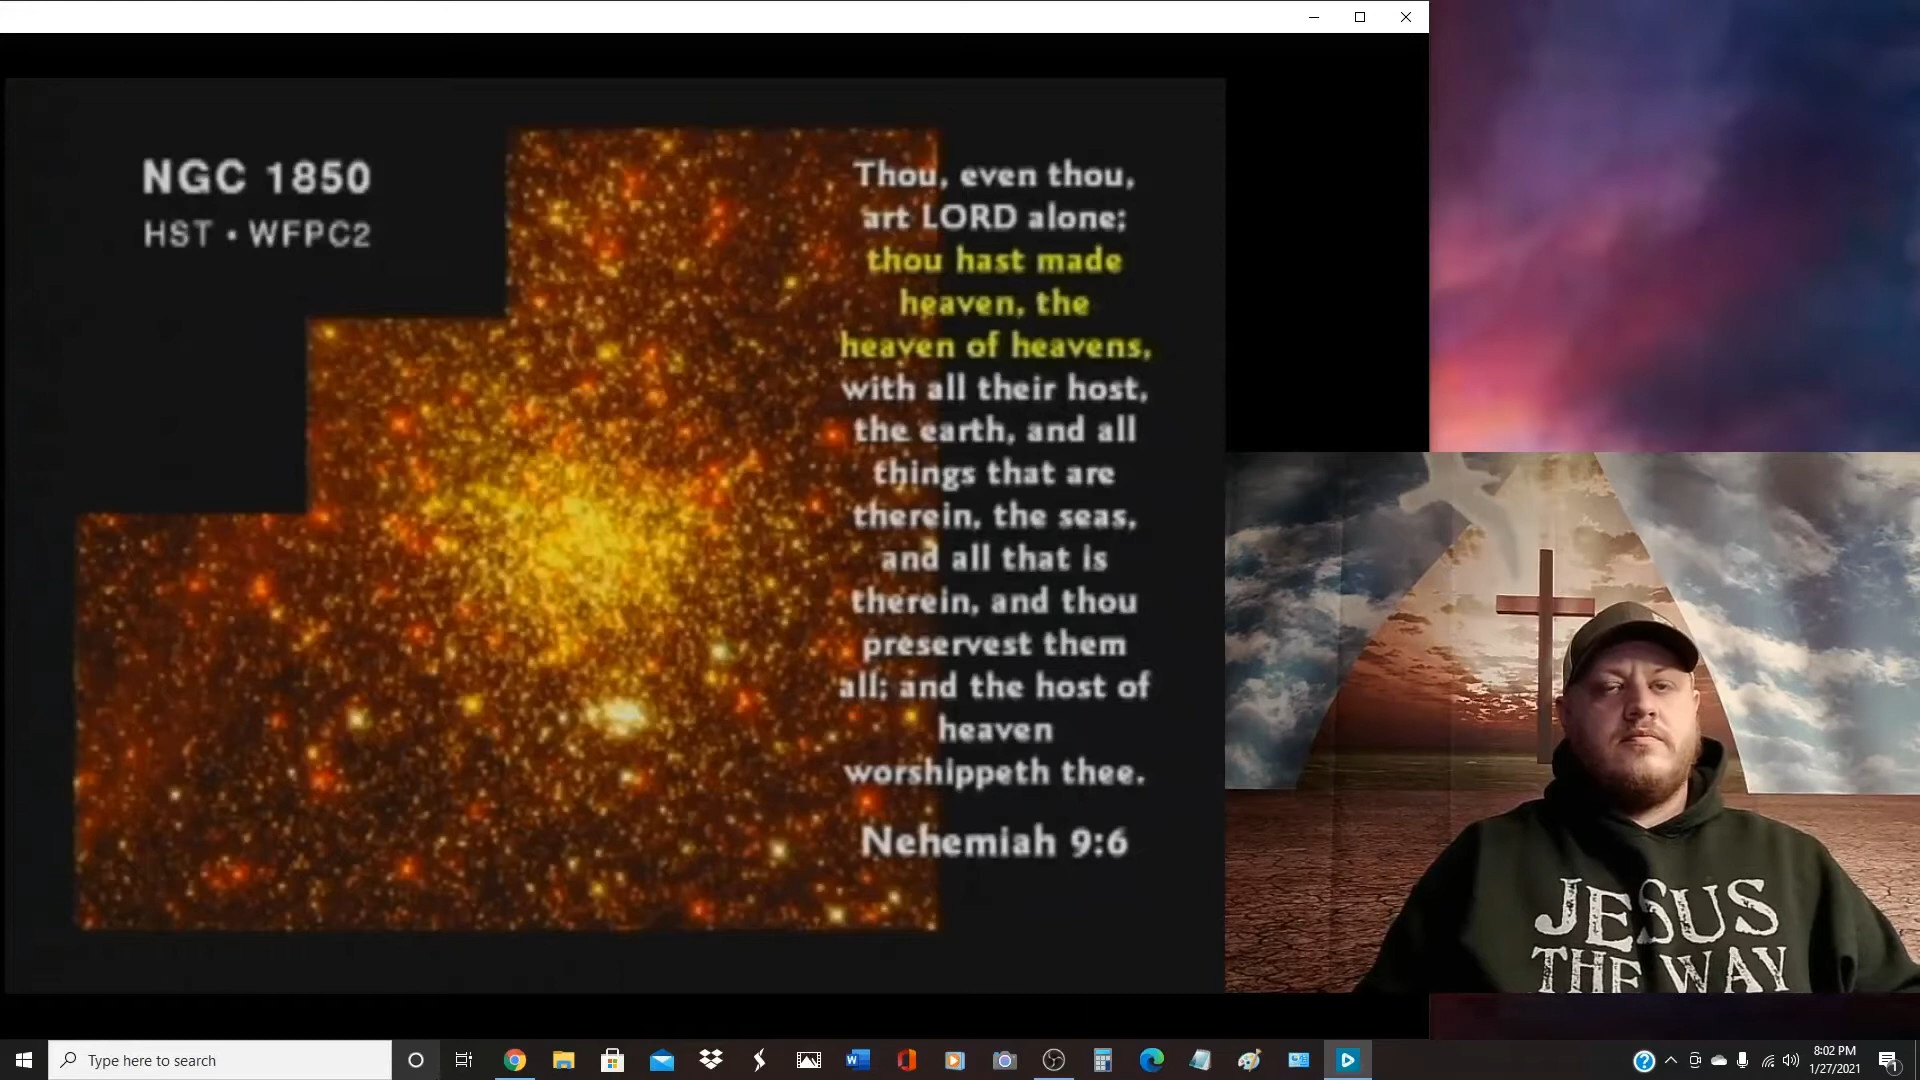 NGC 1850
HST • WFPC2
Thou, even thou,
art LORD alone;
thou hast made
heaven, the
heaven of heavens,
with all their host,
the earth, and all
things that are
therein, the seas,
and all that is
therein, and thou
preservest them
all; and the host of
heaven
worshippeth thee.
Nehemiah 9:6
JESUS
THE WAY
Type here to search
8:02 PM
1/27/2021